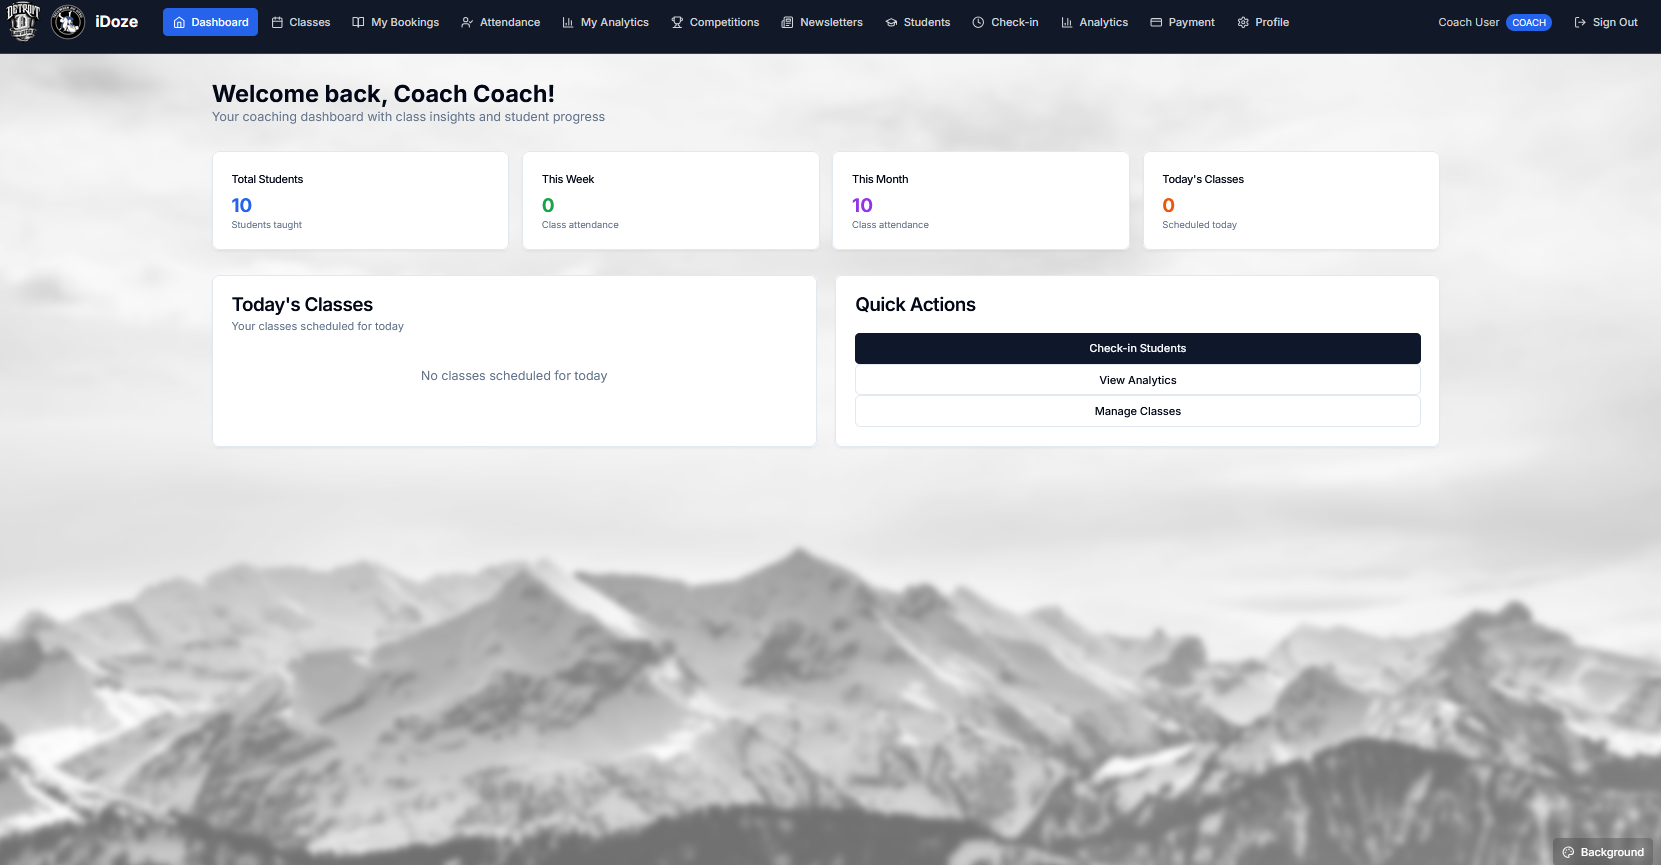 DETROIT
iDoze
Dashboard
Classes
My Bookings
Attendance
My Analytics
Competitions
Newsletters
Students
Check-in
Analytics
Payment
Profile
Coach User
COACH
Sign Out
Welcome back, Coach Coach!
Your coaching dashboard with class insights and student progress
Total Students
10
Students taught
This Week
0
Class attendance
This Month
10
Class attendance
Today's Classes
0
Scheduled today
Today's Classes
Your classes scheduled for today
No classes scheduled for today
Quick Actions
Check-in Students
View Analytics
Manage Classes
Background